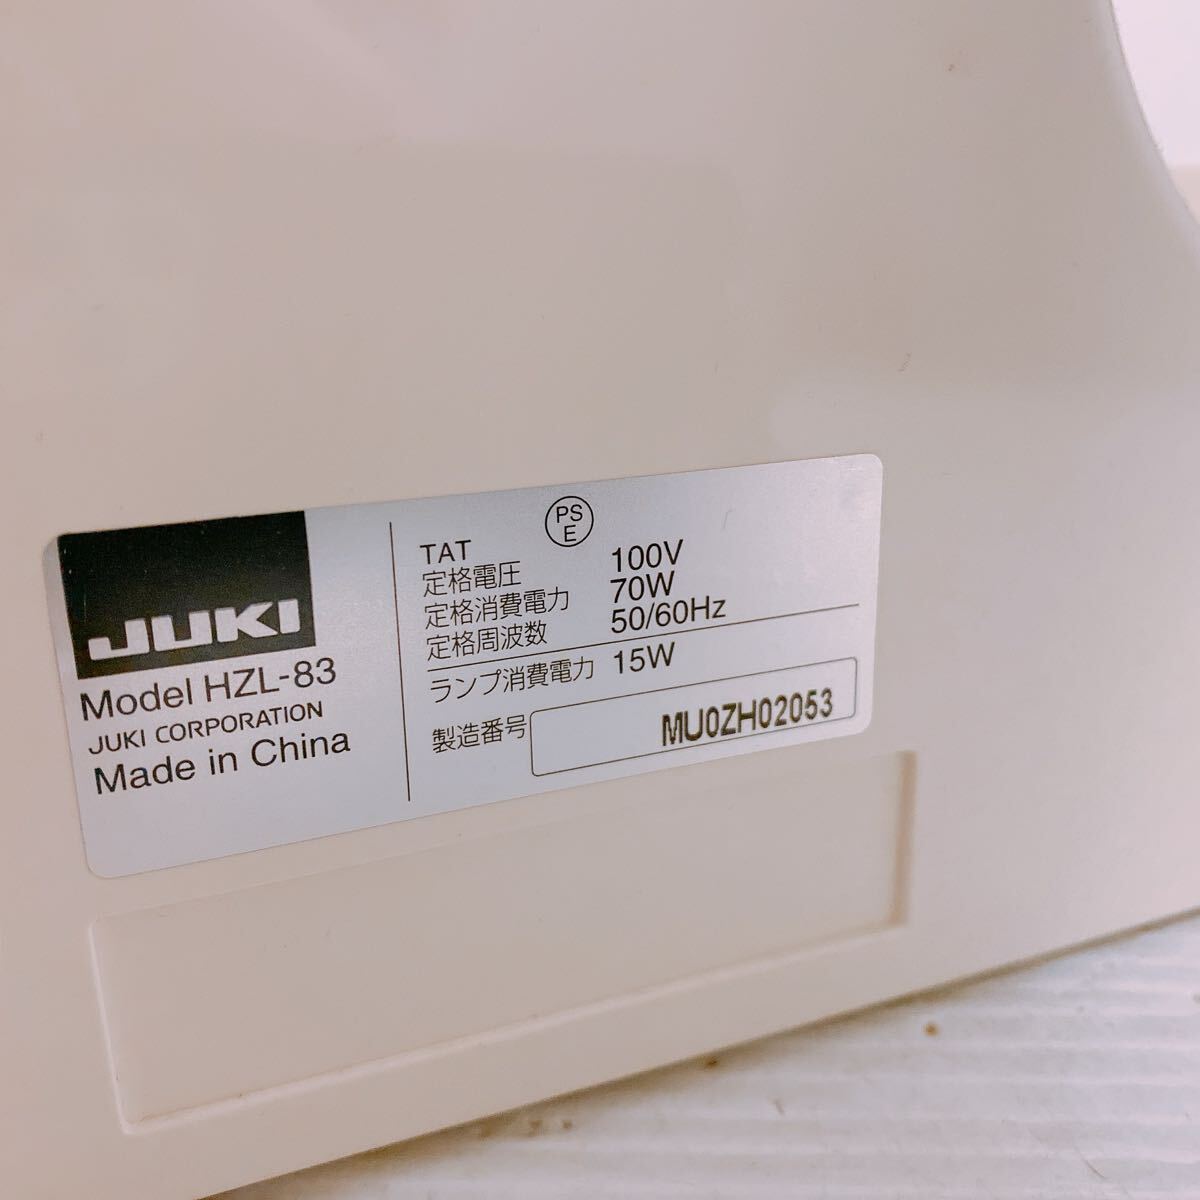 JUKI
Model HZL-83
JUKI CORPORATION
Made in China
PS
E
TAT
定格電圧 100V
定格消費電力 70W
定格周波数 50/60Hz
ランプ消費電力 15W
製造番号 MU0ZH02053